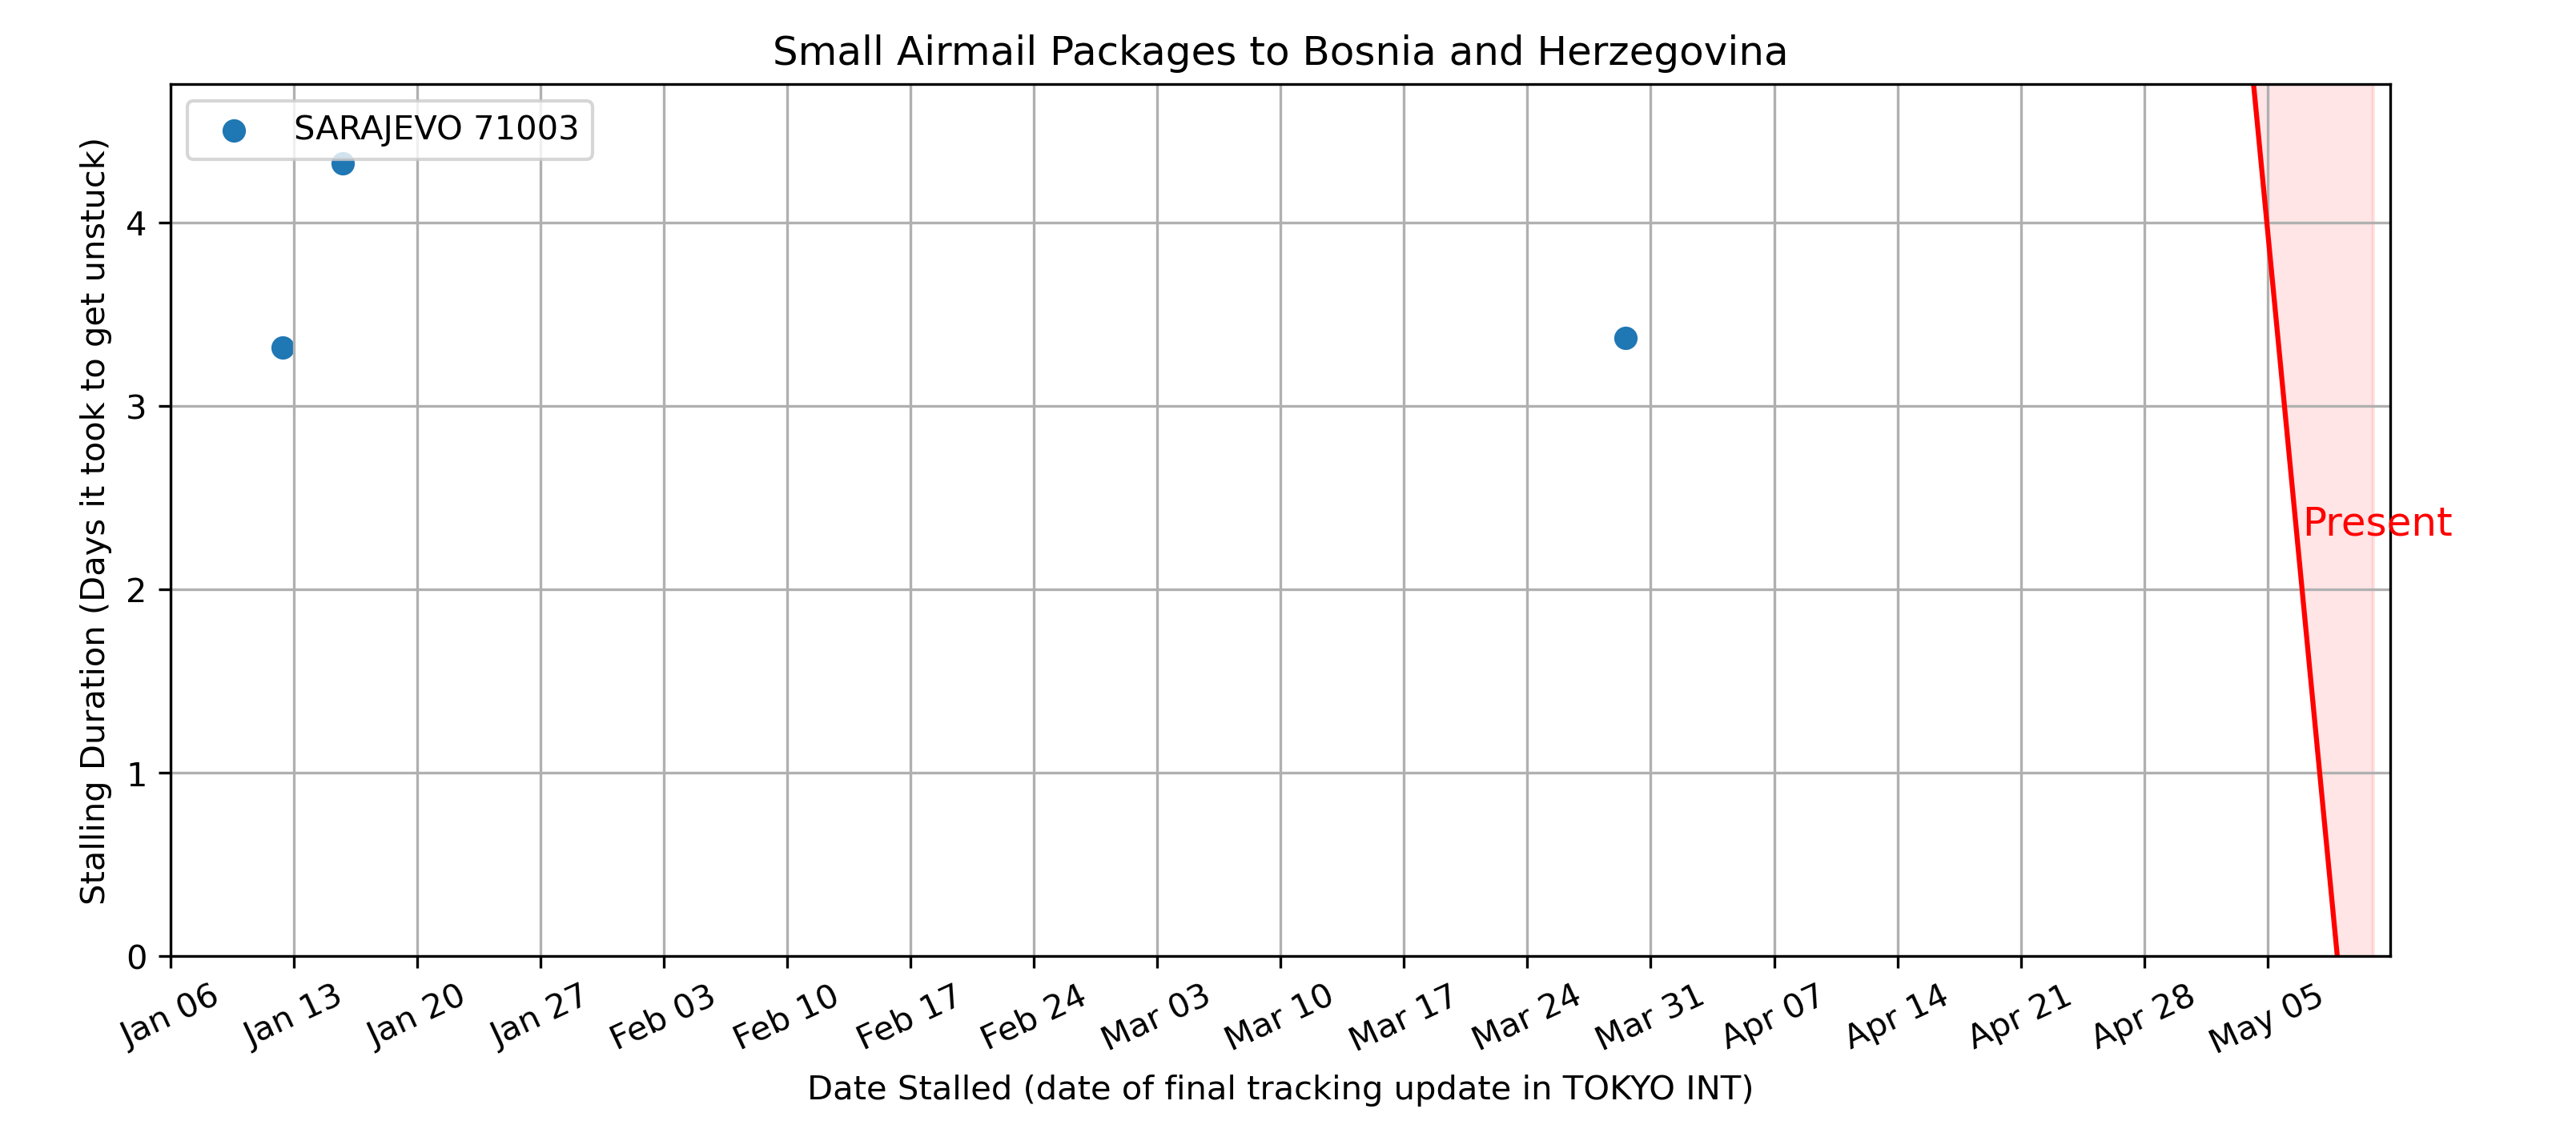 Small Airmail Packages to Bosnia and Herzegovina
SARAJEVO 71003
Stalling Duration (Days it took to get unstuck)
4
3
2
1
0
Present
Jan 06
Jan 13
Jan 20
Jan 27
Feb 03
Feb 10
Feb 17
Feb 24
Mar 03
Mar 10
Mar 17
Mar 24
Mar 31
Apr 07
Apr 14
Apr 21
Apr 28
May 05
Date Stalled (date of final tracking update in TOKYO INT)